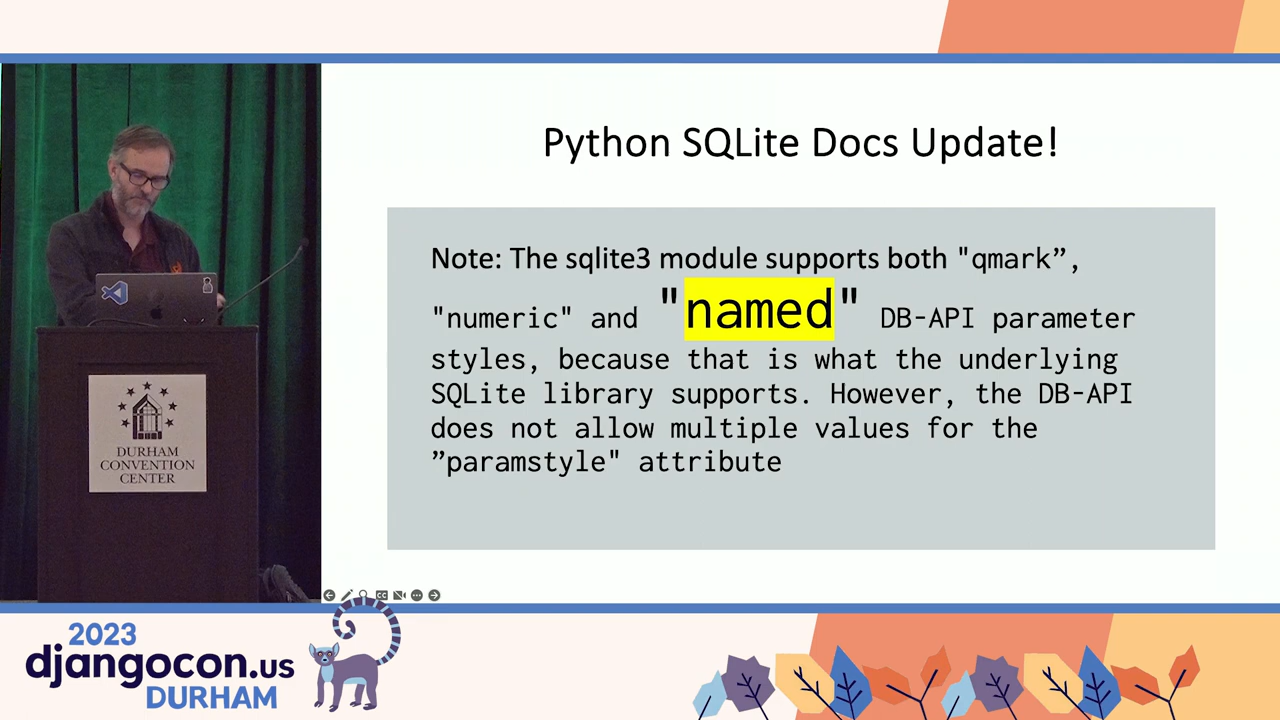 Python SQLite Docs Update!
Note: The sqlite3 module supports both "qmark”,
"numeric" and "named" DB-API parameter
styles, because that is what the underlying
SQLite library supports. However, the DB-API
does not allow multiple values for the
”paramstyle" attribute
DURHAM
CONVENTION
CENTER
2023
djangocon.us
DURHAM